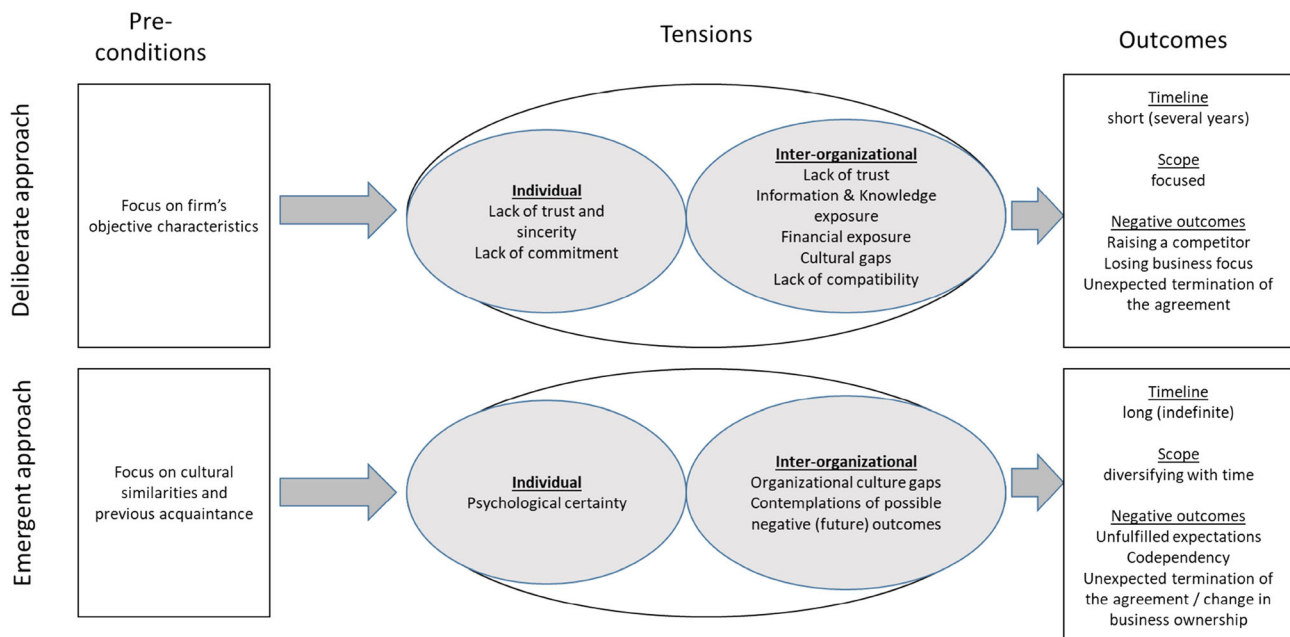 Pre-
conditions
Tensions
Outcomes
Deliberate approach
Focus on firm's
objective characteristics
Individual
Lack of trust and
sincerity
Lack of commitment
Inter-organizational
Lack of trust
Information & Knowledge
exposure
Financial exposure
Cultural gaps
Lack of compatibility
Timeline
short (several years)
Scope
focused
Negative outcomes
Raising a competitor
Losing business focus
Unexpected termination of
the agreement
Emergent approach
Focus on cultural
similarities and
previous acquaintance
Individual
Psychological certainty
Inter-organizational
Organizational culture gaps
Contemplations of possible
negative (future) outcomes
Timeline
long (indefinite)
Scope
diversifying with time
Negative outcomes
Unfulfilled expectations
Codependency
Unexpected termination of
the agreement / change in
business ownership